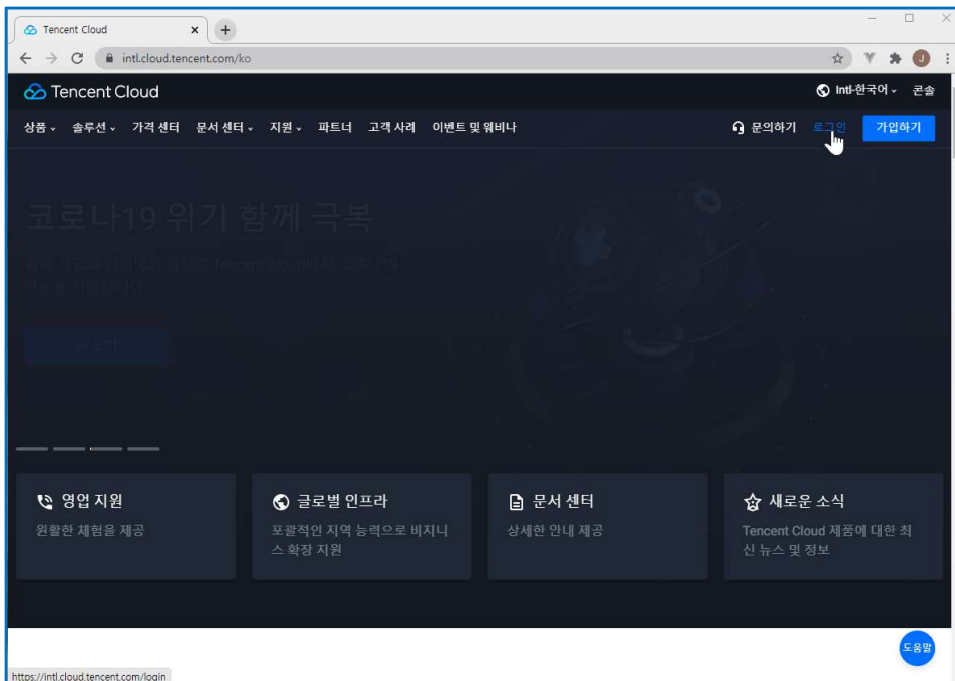 Tencent Cloud
intl.cloud.tencent.com/ko
J
Tencent Cloud
Intl-한국어
콘솔
상품 솔루션 가격 센터 문서 센터 지원 파트너 고객 사례 이벤트 및 웨비나
문의하기 로그인 가입하기
코로나19 위기 함께 극복
영업 지원
원활한 체험을 제공
글로벌 인프라
포괄적인 지역 능력으로 비지니
스 확장 지원
문서 센터
상세한 안내 제공
새로운 소식
Tencent Cloud 제품에 대한 최
신 뉴스 및 정보
도움말
https://intl.cloud.tencent.com/login